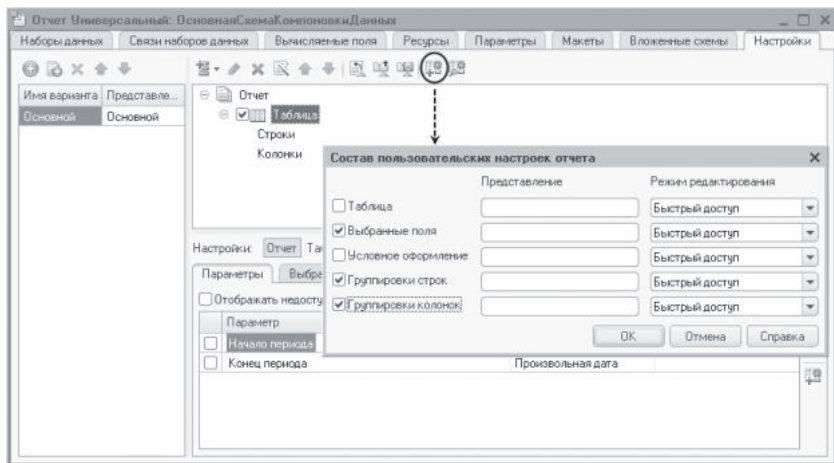 Отчет Универсальный: ОсновнаяСхемаКомпоновкиДанных
Наборы данных Связи наборов данных Вычисляемые поля Ресурсы Параметры Макеты Вложенные схемы Настройки
Имя варианта Представле...
Основной Основной
Отчет
Таблица
Строки
Колонки
Состав пользовательских настроек отчета
Представление Режим редактирования
Таблица Быстрый доступ
Выбранные поля Быстрый доступ
Условное оформление Быстрый доступ
Группировки строк Быстрый доступ
Группировки колонок Быстрый доступ
OK Отмена Справка
Настройки: Отчет Та
Параметры Выбра
Отображать недосту
Параметр
Начало периода
Конец периода Произвольная дата